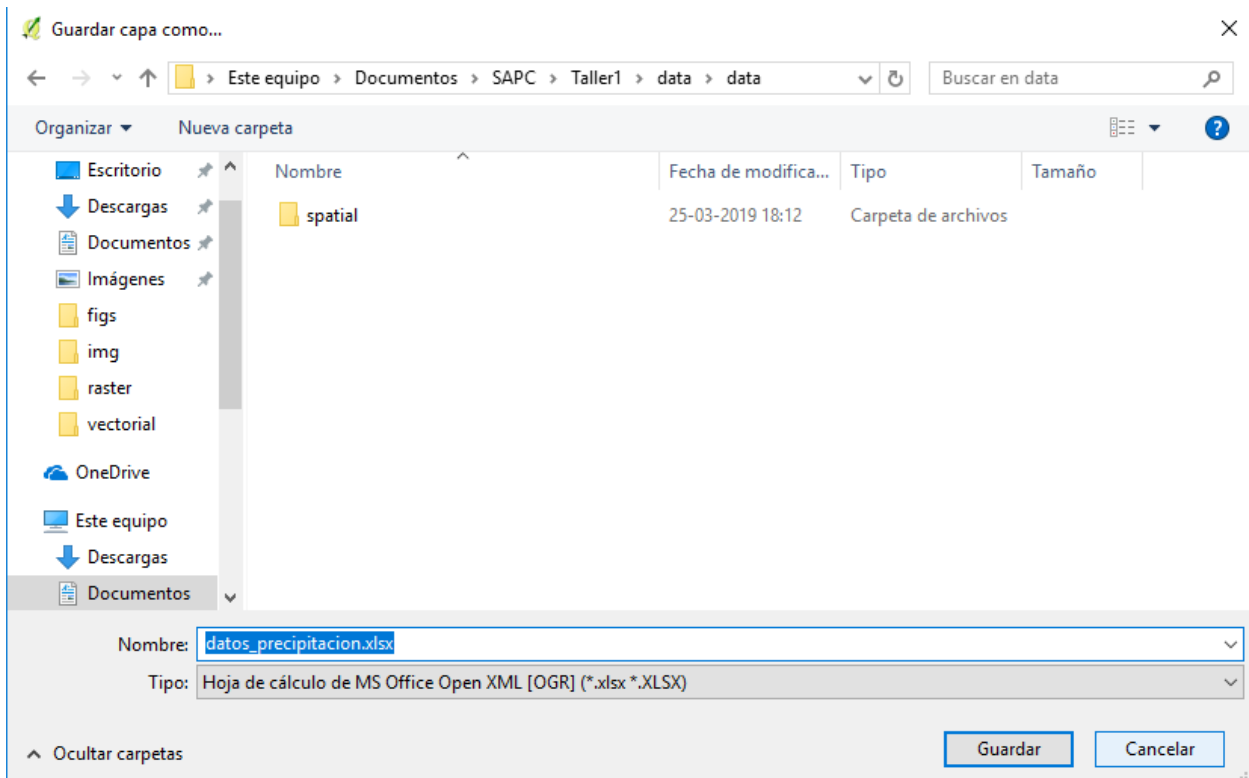 Guardar capa como...
Este equipo > Documentos > SAPC > Taller1 > data > data
Buscar en data
Organizar
Nueva carpeta
Escritorio
Descargas
Documentos
Imágenes
figs
img
raster
vectorial
OneDrive
Este equipo
Descargas
Documentos
Nombre Fecha de modifica... Tipo Tamaño
spatial 25-03-2019 18:12 Carpeta de archivos
Nombre: datos_precipitacion.xlsx
Tipo: Hoja de cálculo de MS Office Open XML [OGR] (*.xlsx *.XLSX)
Ocultar carpetas
Guardar
Cancelar